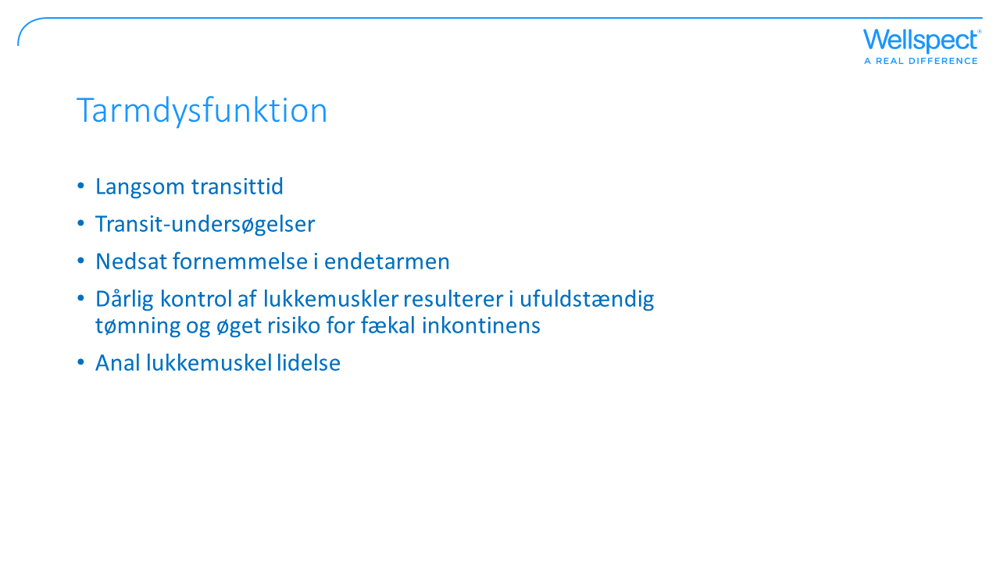 Wellspect®
A REAL DIFFERENCE
Tarmdysfunktion
• Langsom transittid
• Transit-undersøgelser
• Nedsat fornemmelse i endetarmen
• Dårlig kontrol af lukkemuskler resulterer i ufuldstændig
tømning og øget risiko for fækal inkontinens
• Anal lukkemuskel lidelse